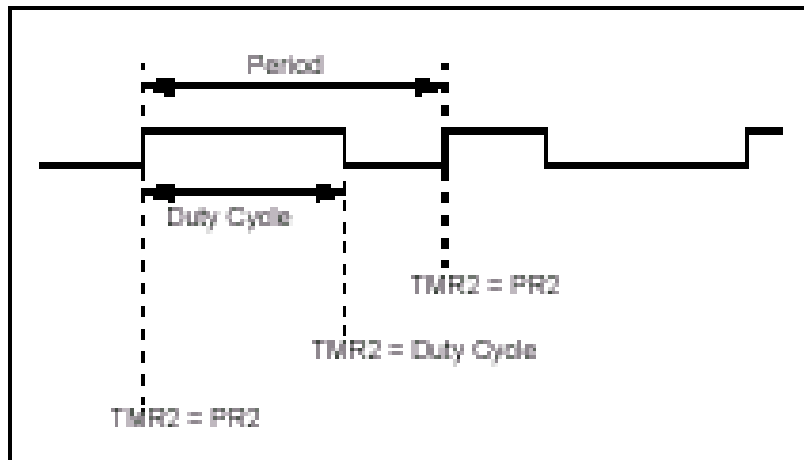 Period
Duty Cycle
TMR2 = PR2
TMR2 = Duty Cycle
TMR2 = PR2